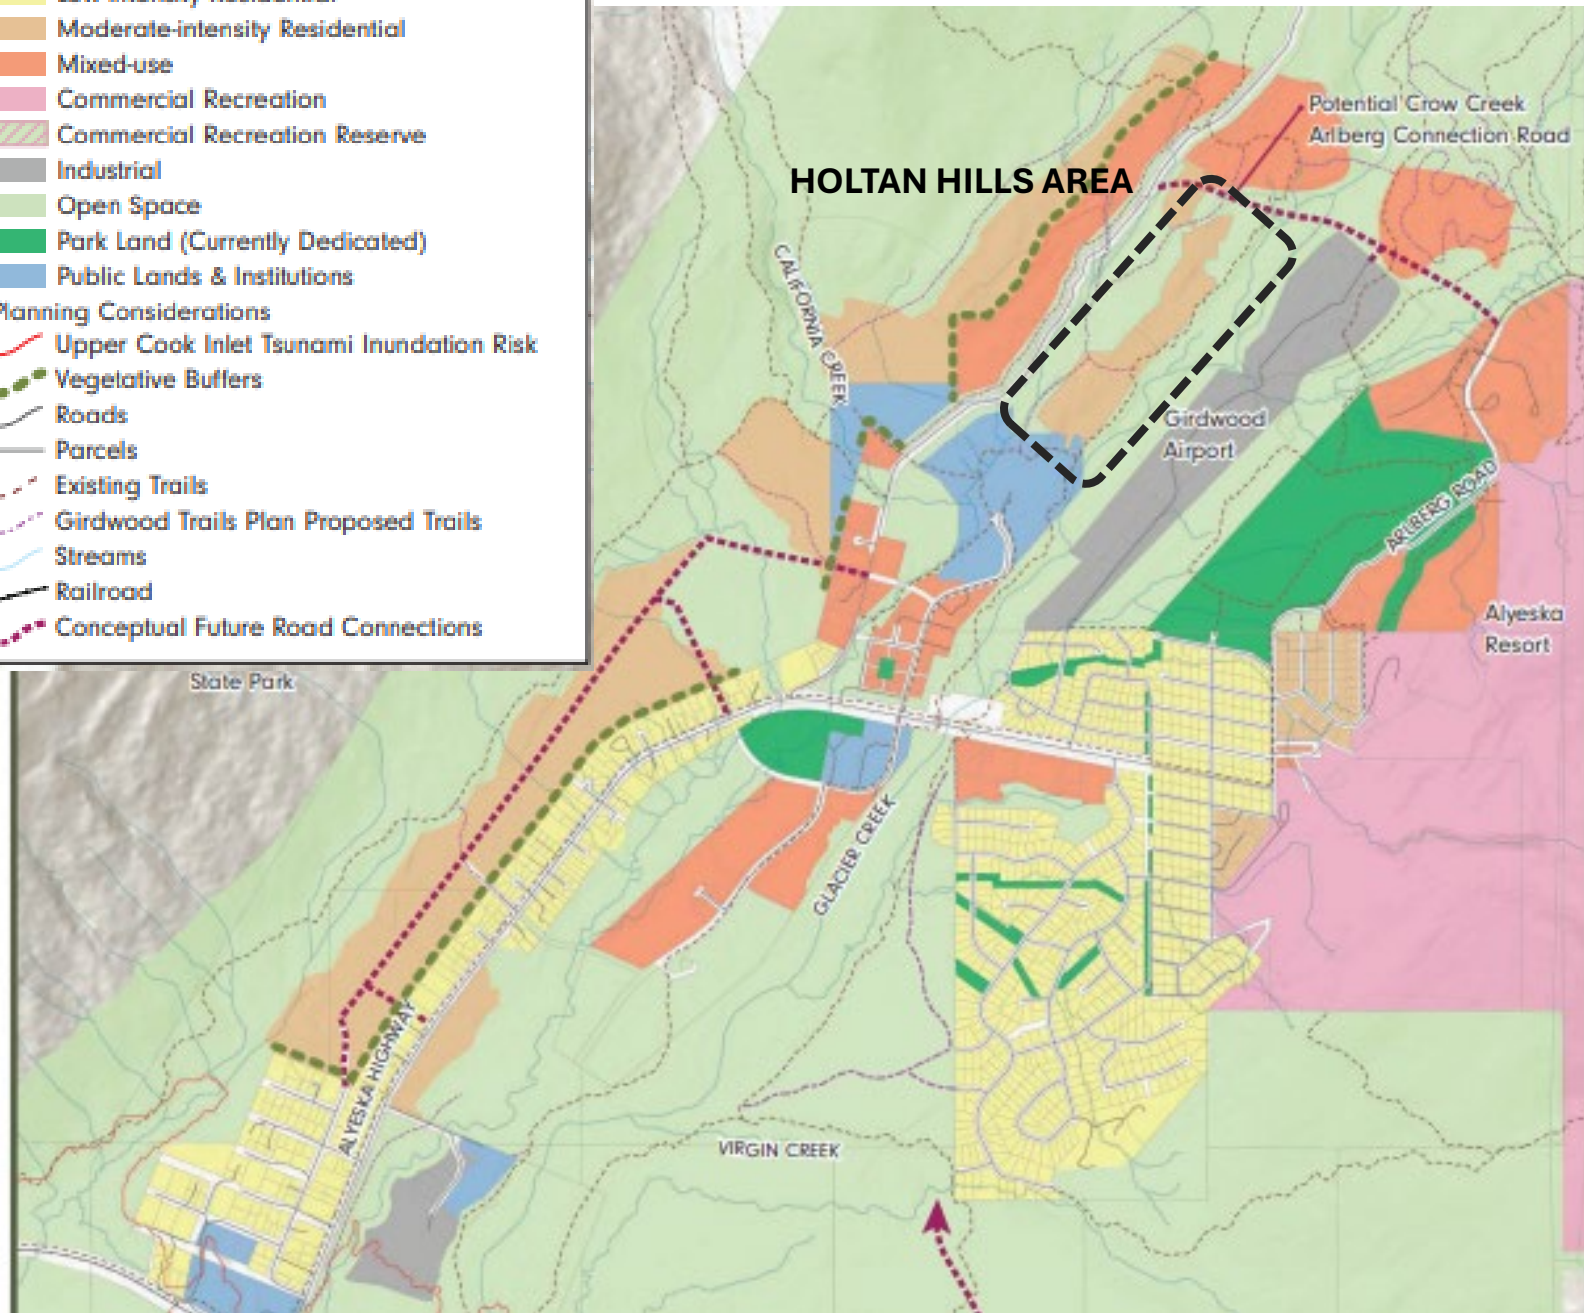 Low-intensity Residential
Moderate-intensity Residential
Mixed-use
Commercial Recreation
Commercial Recreation Reserve
Industrial
Open Space
Park Land (Currently Dedicated)
Public Lands & Institutions
Planning Considerations
Upper Cook Inlet Tsunami Inundation Risk
Vegetative Buffers
Roads
Parcels
Existing Trails
Girdwood Trails Plan Proposed Trails
Streams
Railroad
Conceptual Future Road Connections
Potential Crow Creek
Arlberg Connection Road
HOLTAN HILLS AREA
CALIFORNIA CREEK
Girdwood
Airport
ARLBERG ROAD
Alyeska
Resort
State Park
GLACIER CREEK
ALYESKA HIGHWAY
VIRGIN CREEK